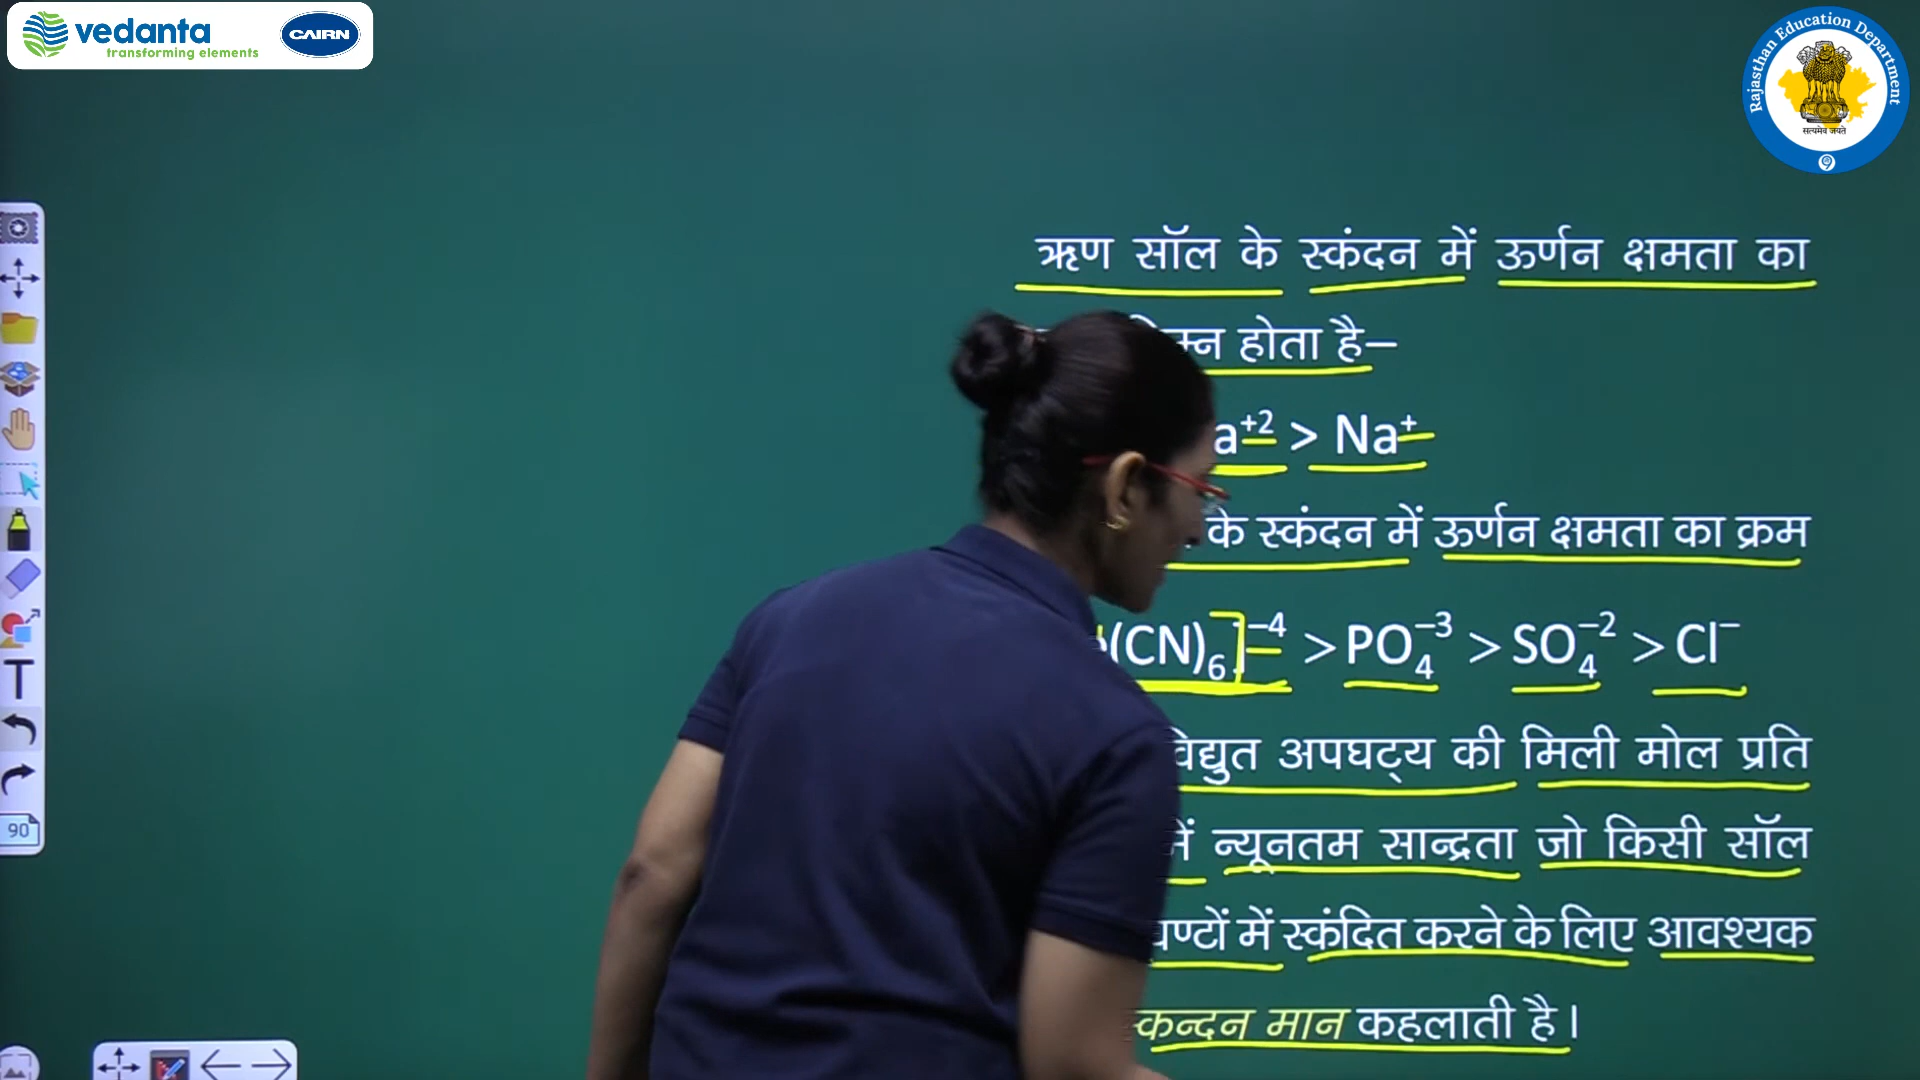 vedanta
transforming elements
CAIRN
Rajasthan Education Department
सत्यमेव जयते
ऋण सॉल के स्कंदन में ऊर्णन क्षमता का
होता है–
+2 > Na⁺
के स्कंदन में ऊर्णन क्षमता का क्रम
(CN)₆]⁻⁴ > PO₄⁻³ > SO₄⁻² > Cl⁻
विद्युत अपघट्य की मिली मोल प्रति
में न्यूनतम सान्द्रता जो किसी सॉल
घण्टों में स्कंदित करने के लिए आवश्यक
स्कन्दन मान कहलाती है।
T
90